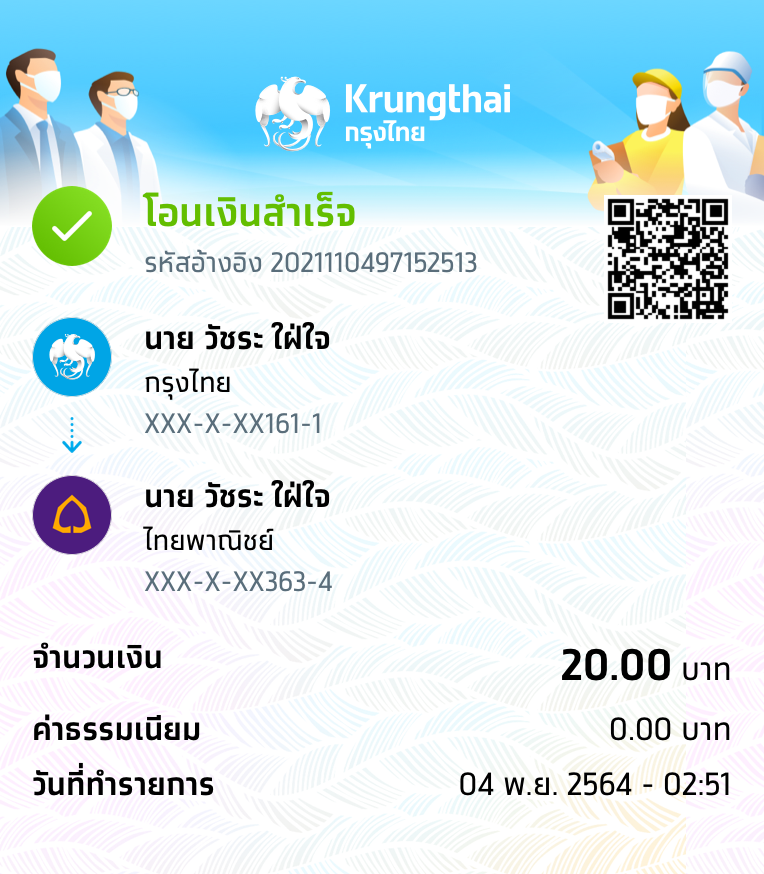 Krungthai
กรุงไทย
โอนเงินสำเร็จ
รหัสอ้างอิง 2021110497152513
นาย วัชระ ใฝ่ใจ
กรุงไทย
XXX-X-XX161-1
นาย วัชระ ใฝ่ใจ
ไทยพาณิชย์
XXX-X-XX363-4
จำนวนเงิน 20.00 บาท
ค่าธรรมเนียม 0.00 บาท
วันที่ทำรายการ 04 พ.ย. 2564 - 02:51